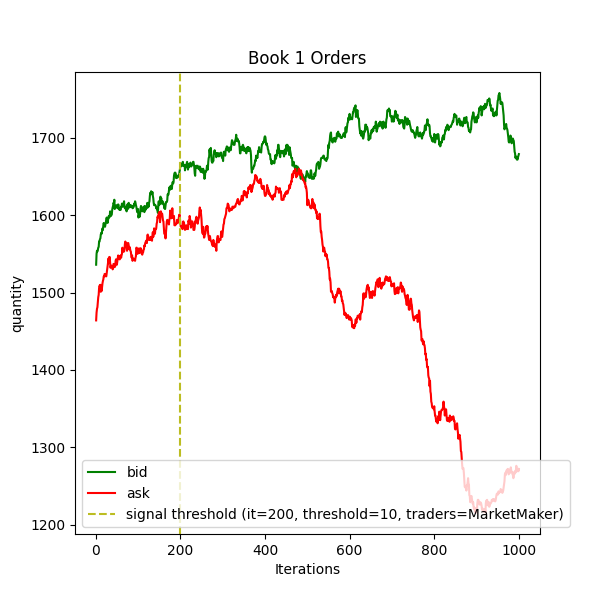 Book 1 Orders
quantity
1700
1600
1500
1400
1300
1200
bid
ask
signal threshold (it=200, threshold=10, traders=MarketMaker)
0 200 400 600 800 1000
Iterations